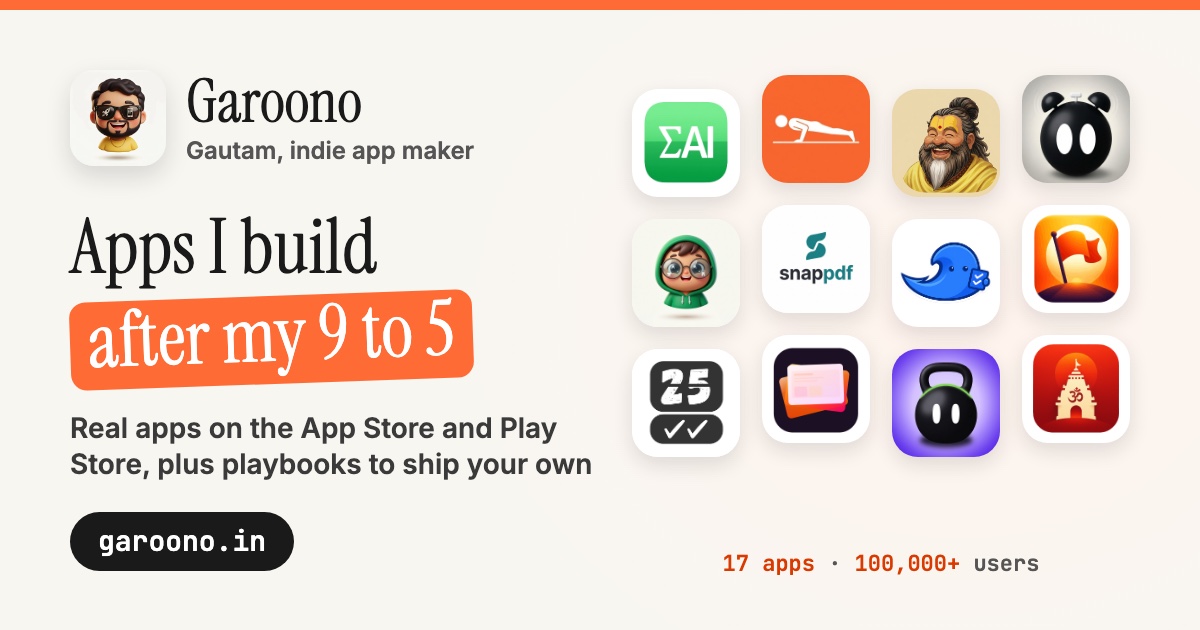 Garoono
Gautam, indie app maker
Apps I build
after my 9 to 5
Real apps on the App Store and Play
Store, plus playbooks to ship your own
garoono.in
ΣAI
snappdf
25
ॐ
17 apps · 100,000+ users